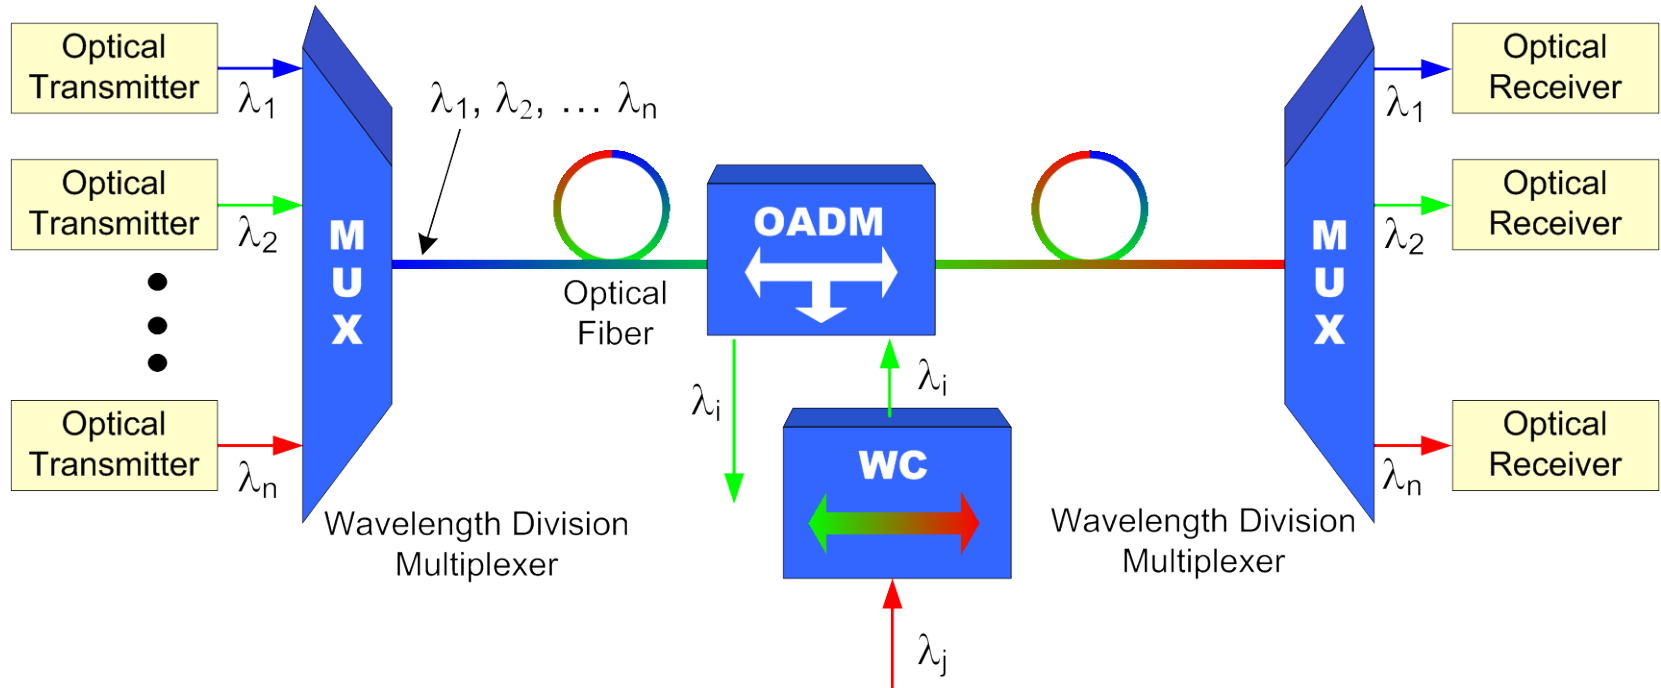 Optical
Transmitter
λ1
Optical
Transmitter
λ2
Optical
Transmitter
λn
M
U
X
Wavelength Division
Multiplexer
λ1, λ2, … λn
Optical
Fiber
OADM
λi
λi
WC
λj
M
U
X
Wavelength Division
Multiplexer
λ1
Optical
Receiver
λ2
Optical
Receiver
λn
Optical
Receiver